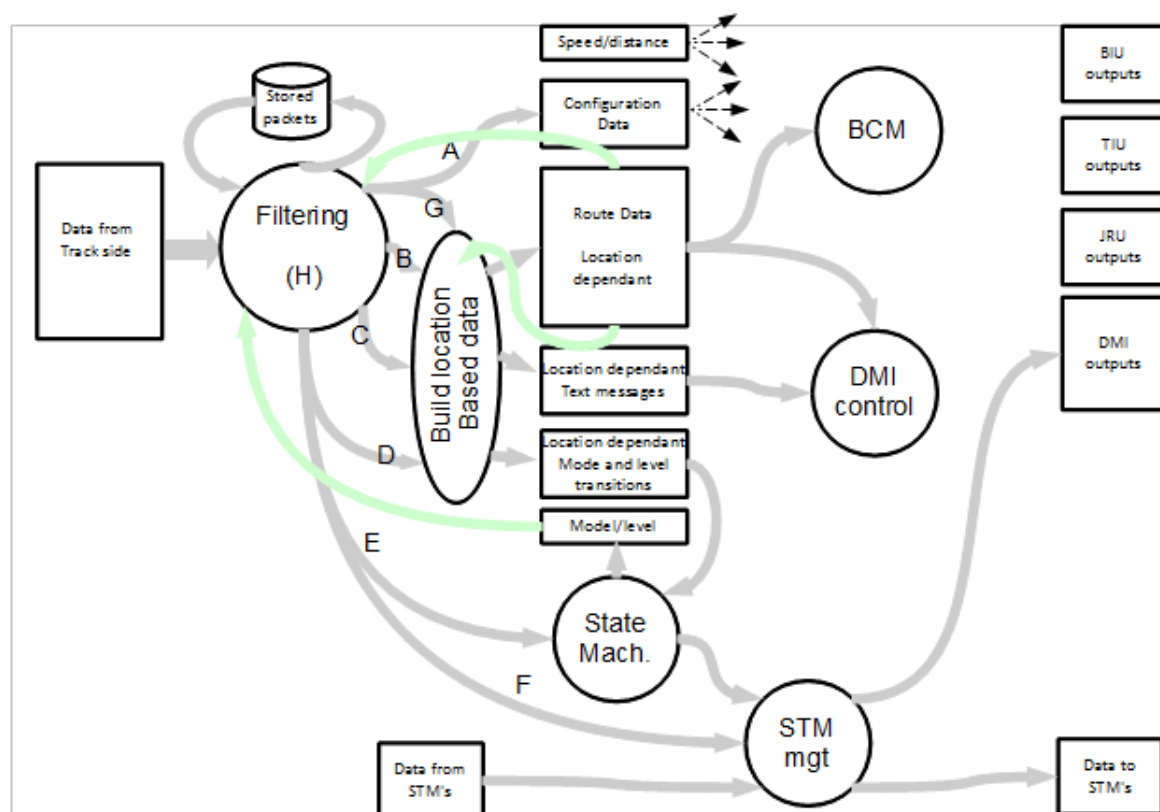 Speed/distance
BIU
outputs
Stored
packets
Configuration
Data
BCM
TIU
outputs
A
Data from
Track side
Filtering
(H)
G
B
C
Route Data
Location
dependant
JRU
outputs
Build location
Based data
DMI
outputs
Location dependant
Text messages
DMI
control
D
Location dependant
Mode and level
transitions
Model/level
E
State
Mach.
F
STM
mgt
Data from
STM's
Data to
STM's